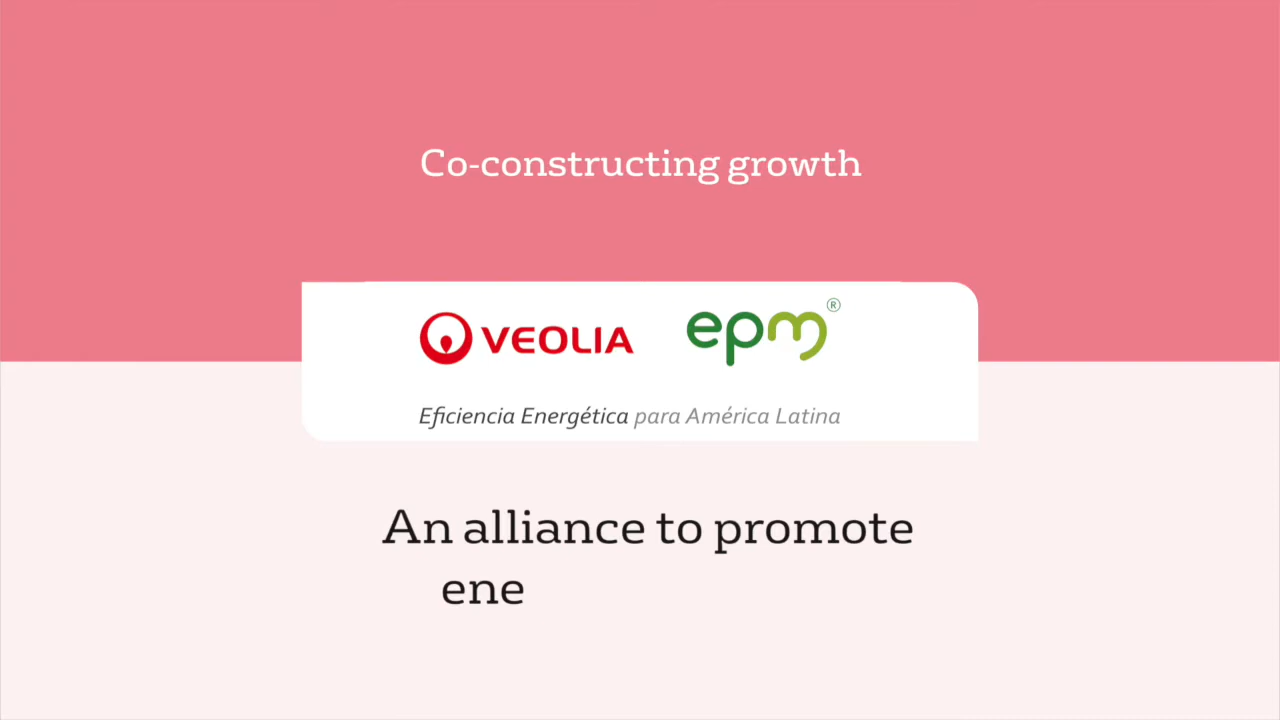 Co-constructing growth
VEOLIA epm®
Eficiencia Energética para América Latina
An alliance to promote
ene